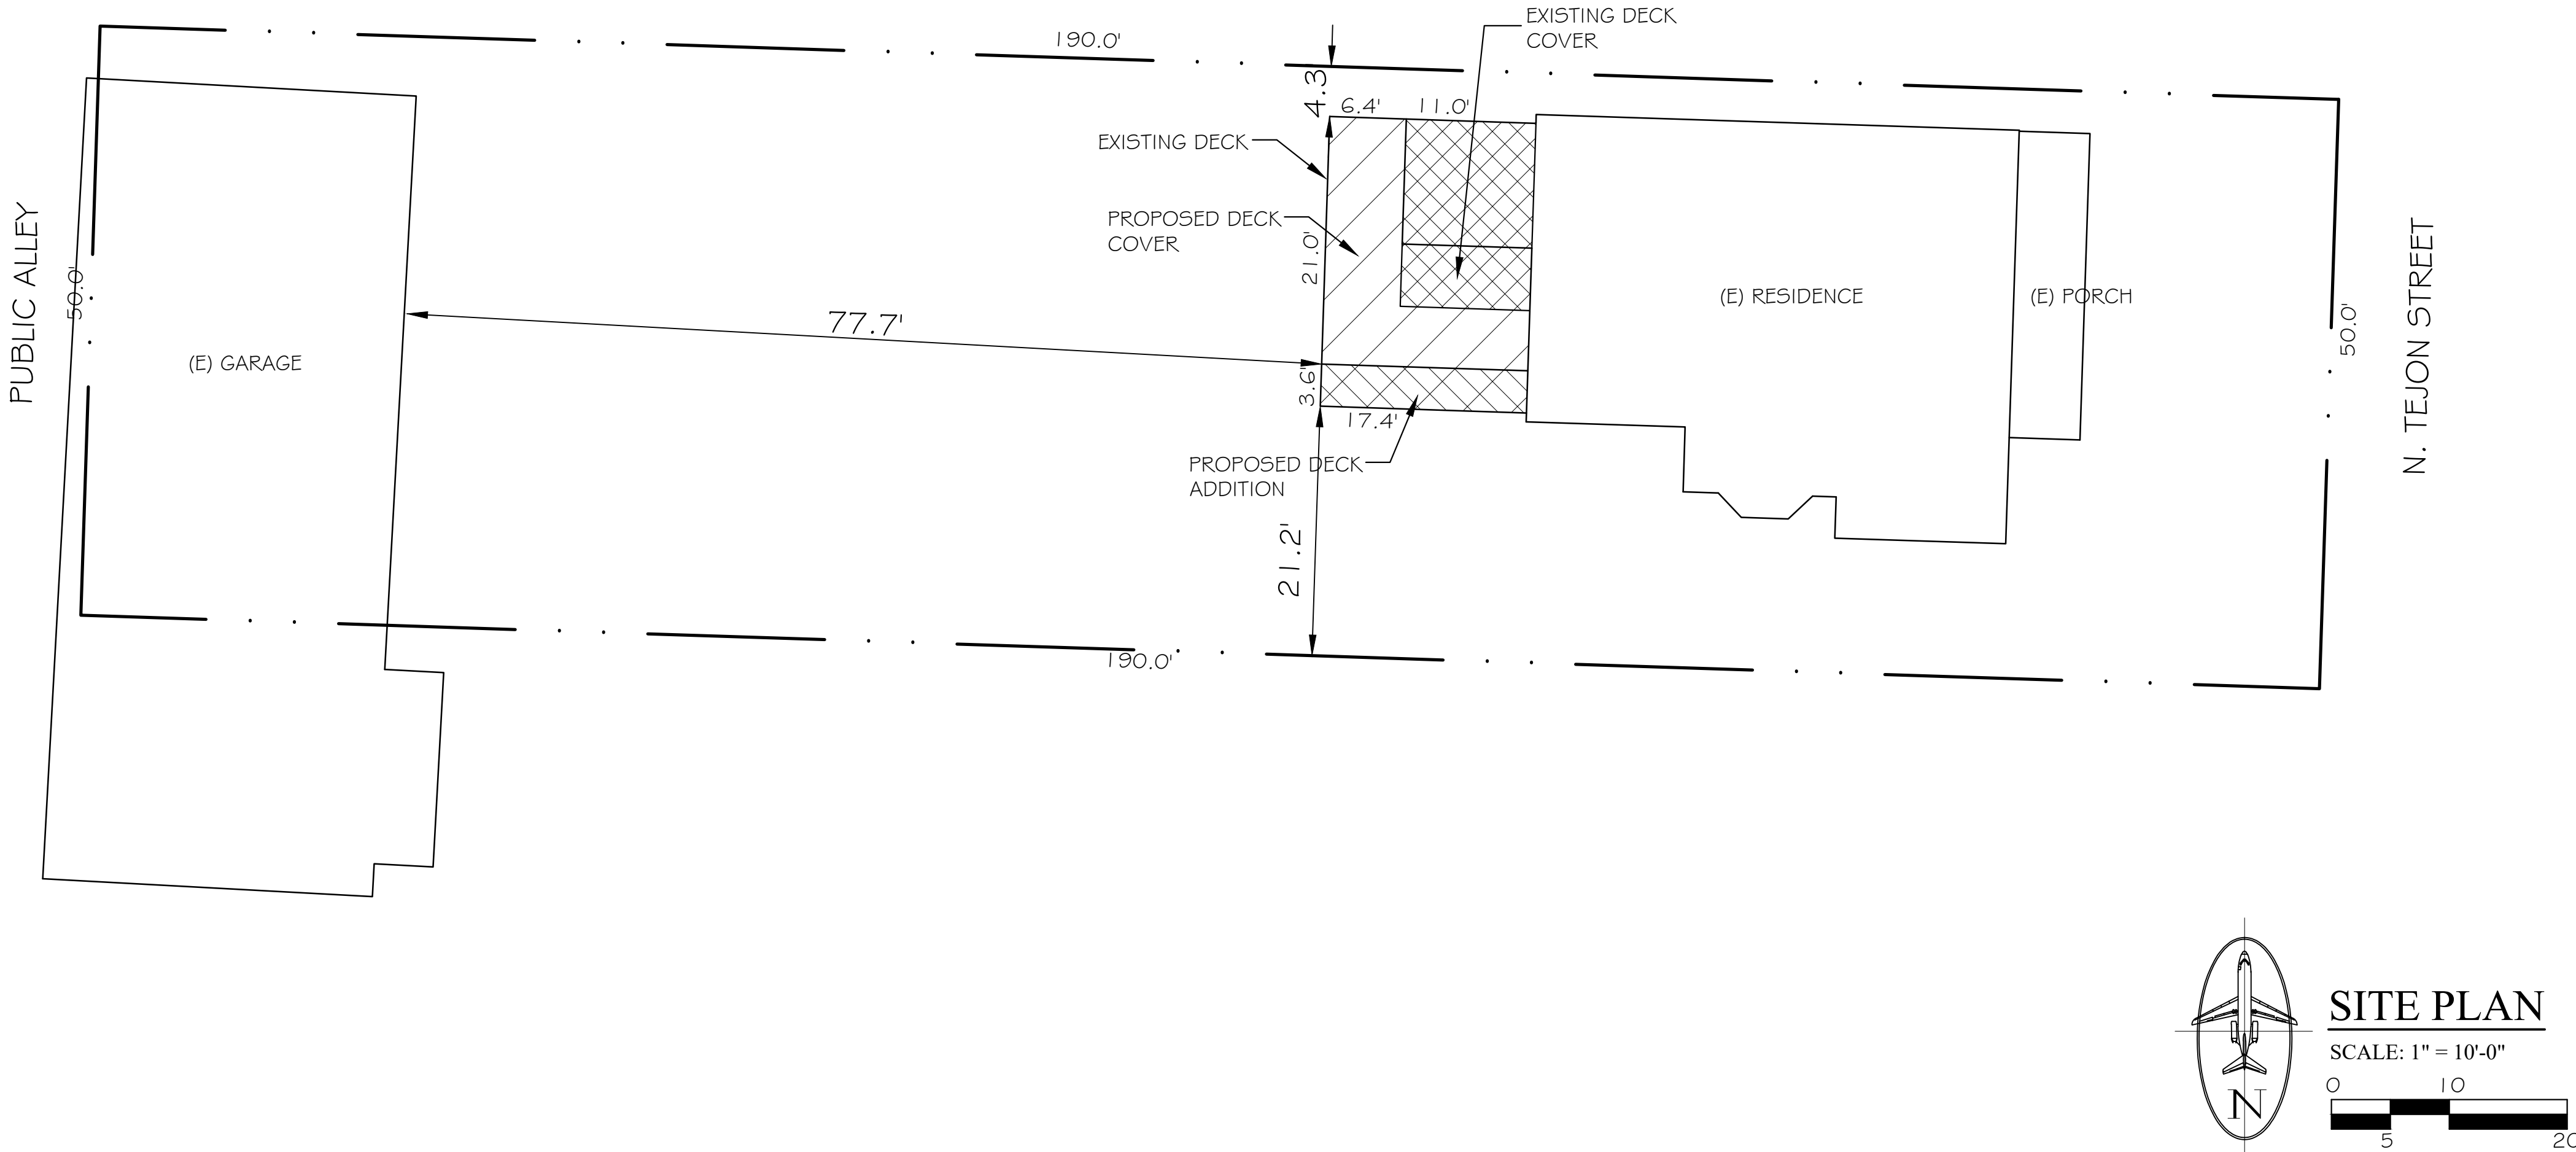 EXISTING DECK
COVER
190.0'
4.3'
6.4'
11.0'
EXISTING DECK
PROPOSED DECK
COVER
PUBLIC ALLEY
50.0'
21.0'
(E) RESIDENCE
(E) PORCH
N. TEJON STREET
50.0'
77.7'
(E) GARAGE
3.6'
17.4'
PROPOSED DECK
ADDITION
21.2'
190.0'
N
SITE PLAN
SCALE: 1" = 10'-0"
0
10
5
20